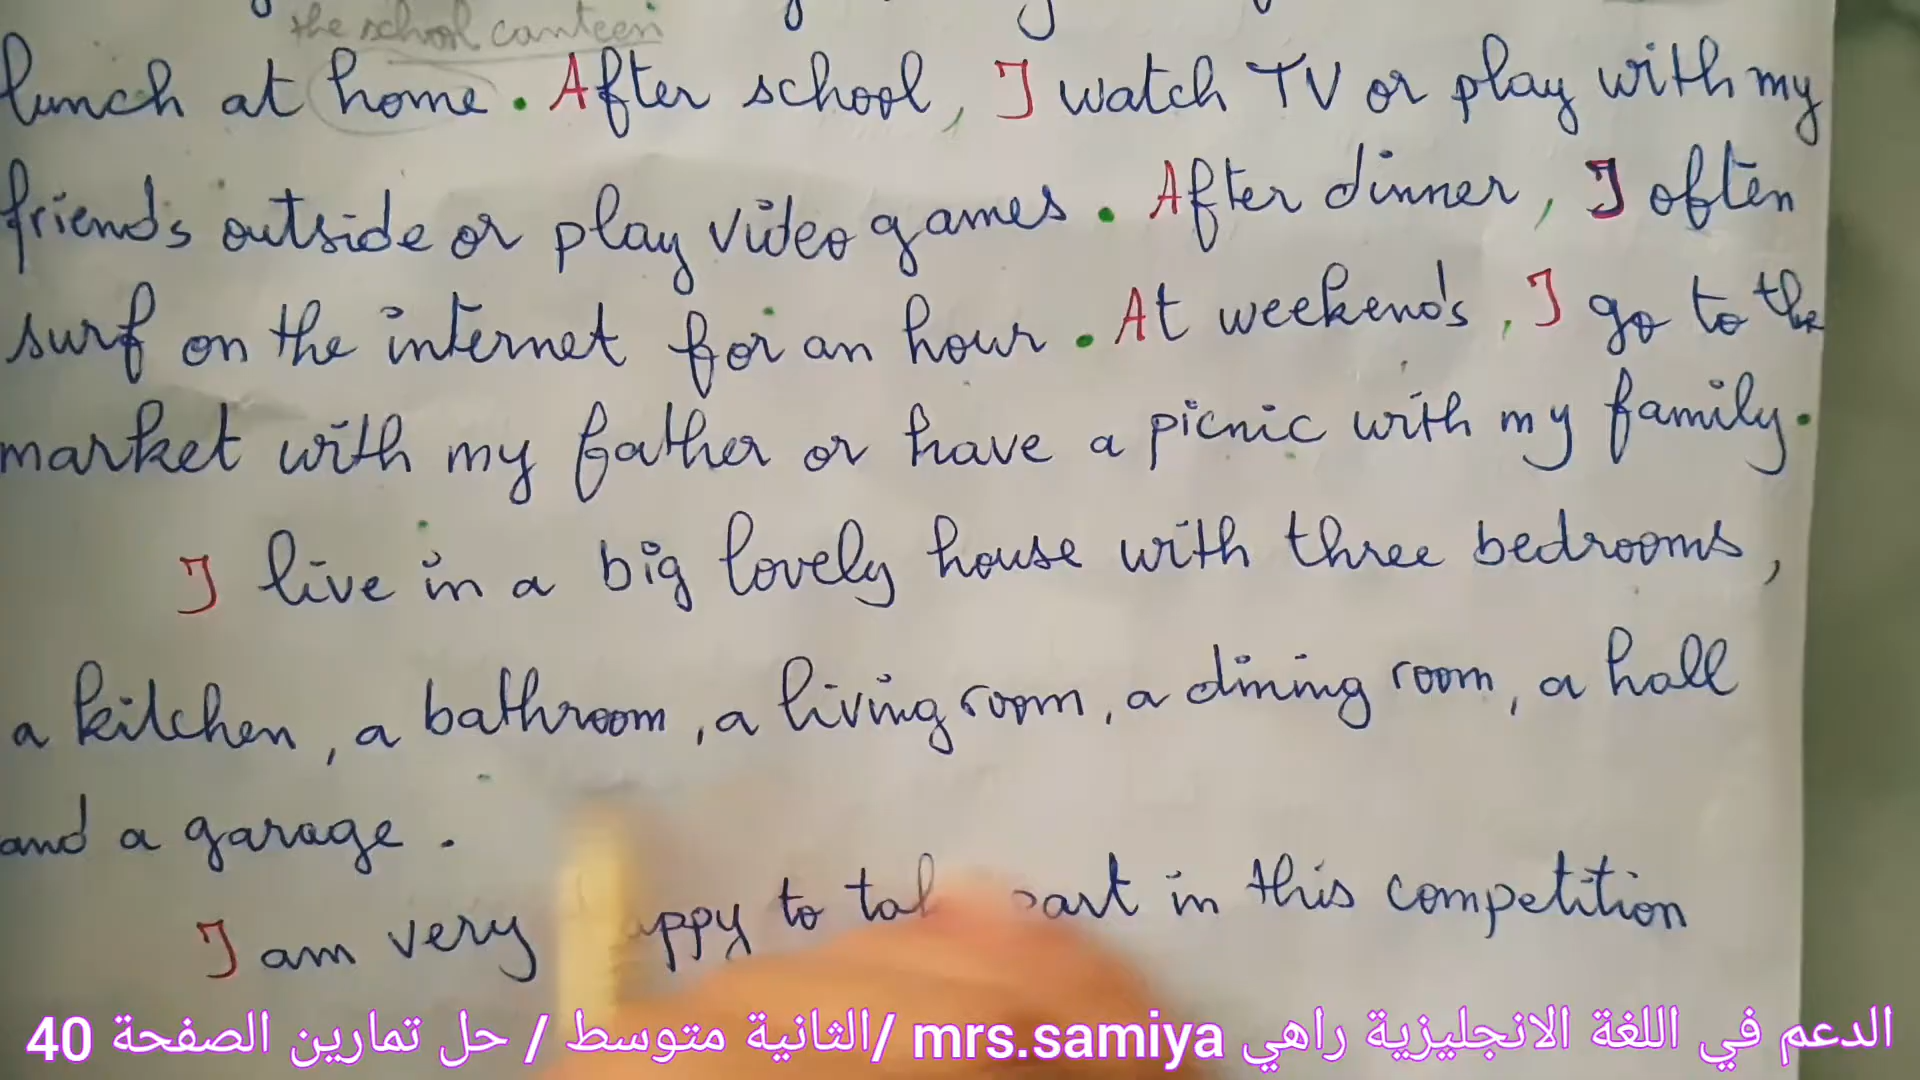 the school canteen
lunch at home. After school, I watch TV or play with my
friends outside or play video games. After dinner, I often
surf on the internet for an hour. At weekends, I go to the
market with my father or have a picnic with my family.
I live in a big lovely house with three bedrooms,
a kitchen, a bathroom, a living room, a dining room, a hall
and a garage.
I am very to part in this competition
الدعم في اللغة الانجليزية راهي mrs.samiya /الثانية متوسط / حل تمارين الصفحة 40